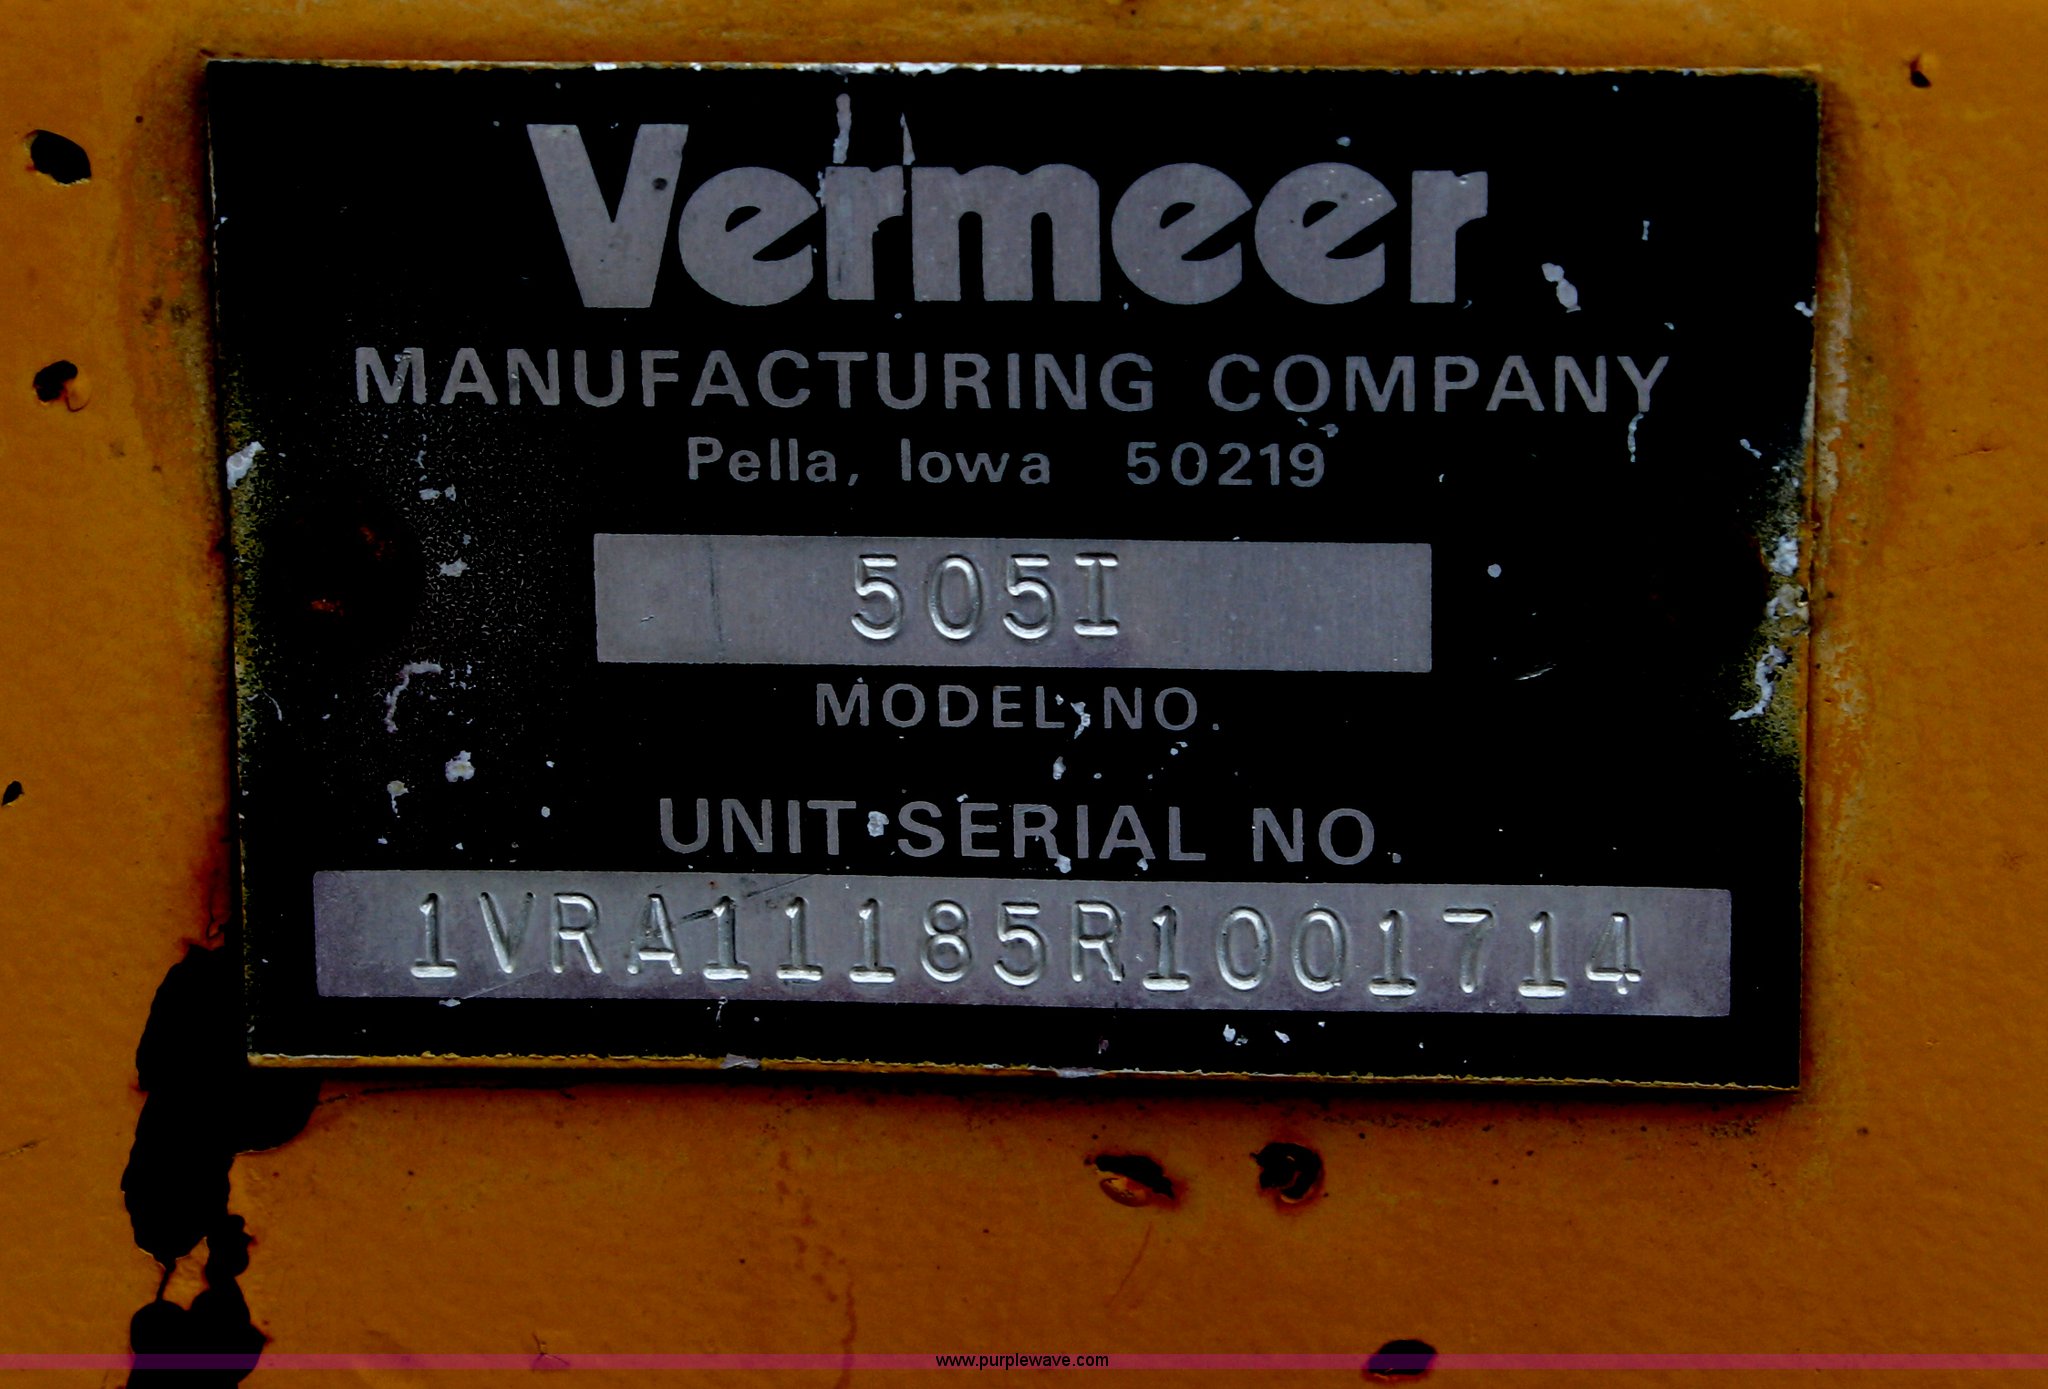 Vermeer
MANUFACTURING COMPANY
Pella, Iowa 50219
505I
MODEL NO.
UNIT SERIAL NO.
1VRA11185R1001714
www.purplewave.com